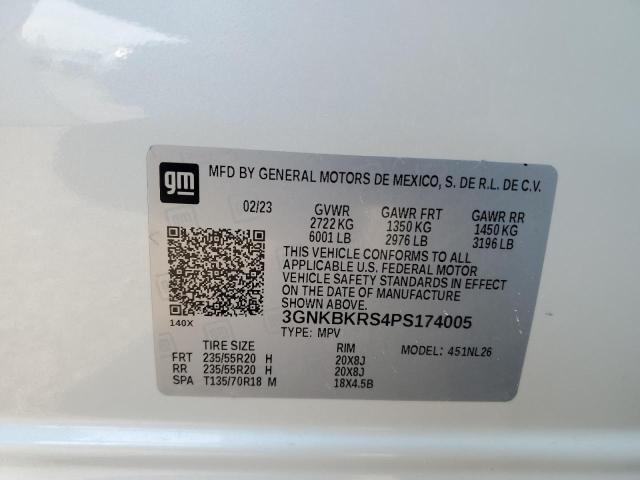 gm MFD BY GENERAL MOTORS DE MEXICO, S. DE R.L. DE C.V.
02/23 GVWR GAWR FRT GAWR RR
2722 KG 1350 KG 1450 KG
6001 LB 2976 LB 3196 LB
THIS VEHICLE CONFORMS TO ALL
APPLICABLE U.S. FEDERAL MOTOR
VEHICLE SAFETY STANDARDS IN
EFFECT ON THE DATE OF MANUFACTURE
SHOWN ABOVE.
140X 3GNKBKRS4PS174005
TYPE: MPV MODEL: 451NL26
TIRE SIZE RIM
FRT 235/55R20 H 20X8J
RR 235/55R20 H 20X8J
SPA T135/70R18 M 18X4.5B